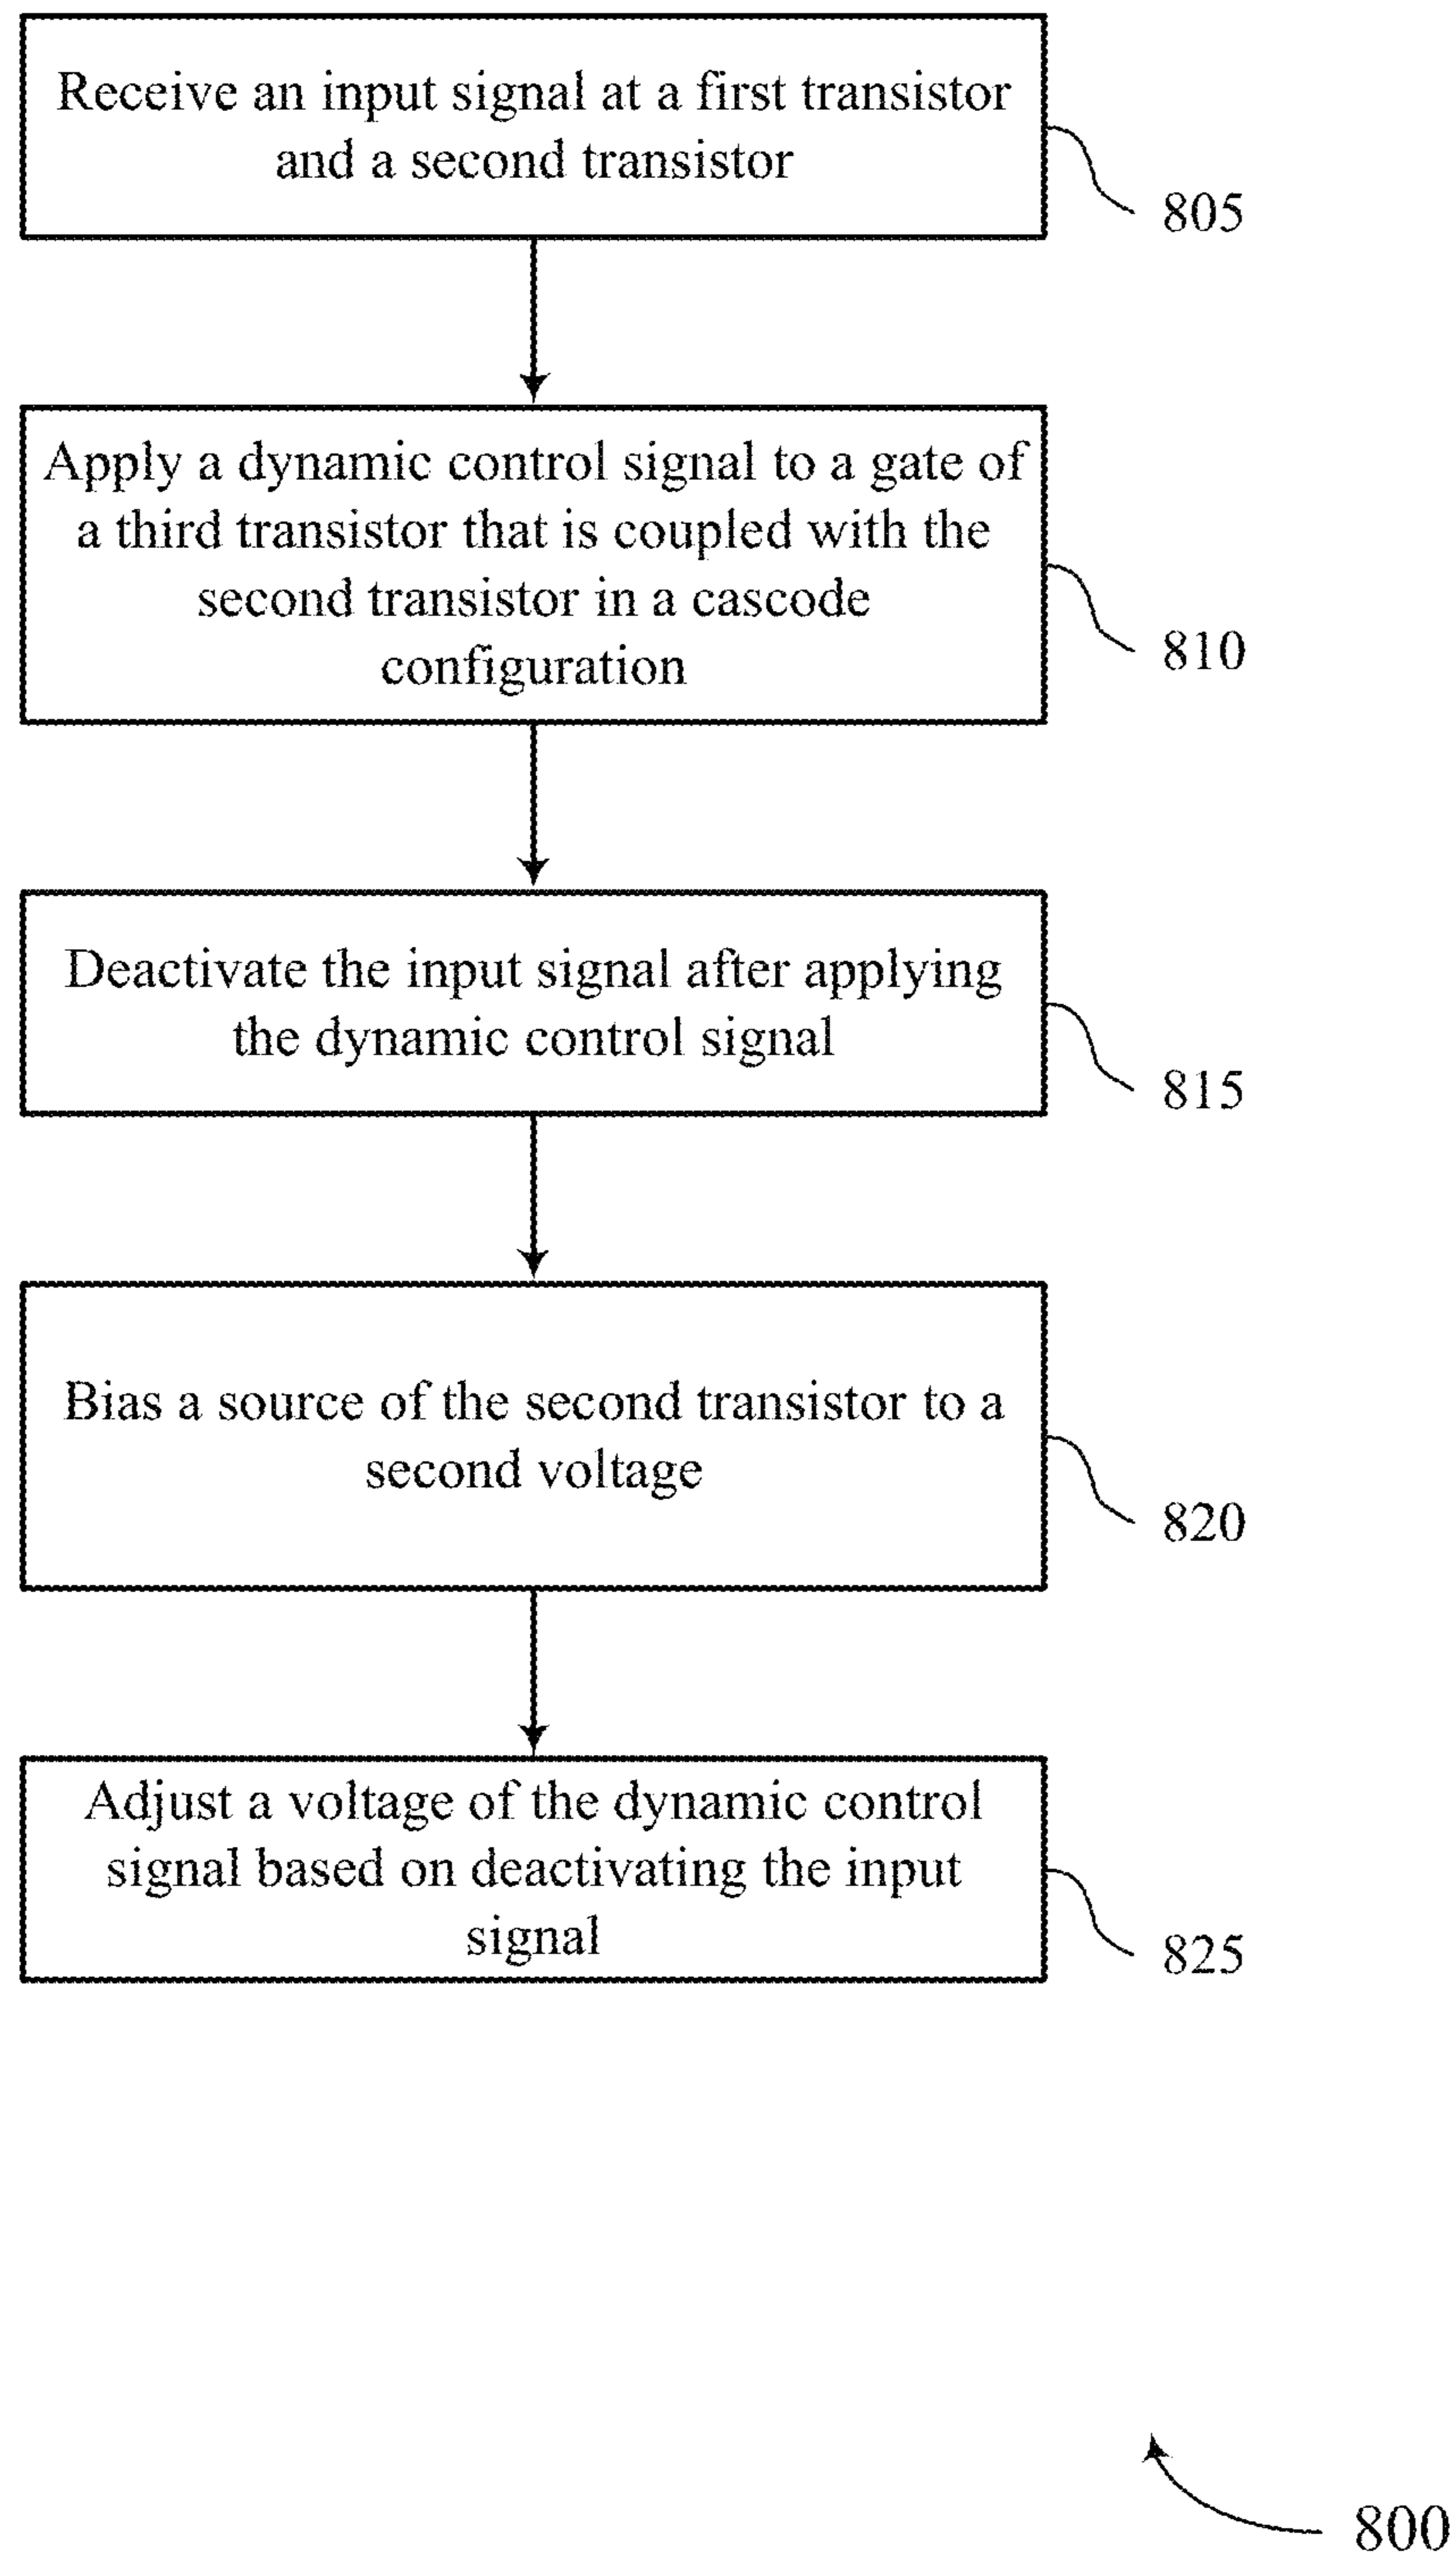 Receive an input signal at a first transistor
and a second transistor
805
Apply a dynamic control signal to a gate of
a third transistor that is coupled with the
second transistor in a cascode
configuration
810
Deactivate the input signal after applying
the dynamic control signal
815
Bias a source of the second transistor to a
second voltage
820
Adjust a voltage of the dynamic control
signal based on deactivating the input
signal
825
800